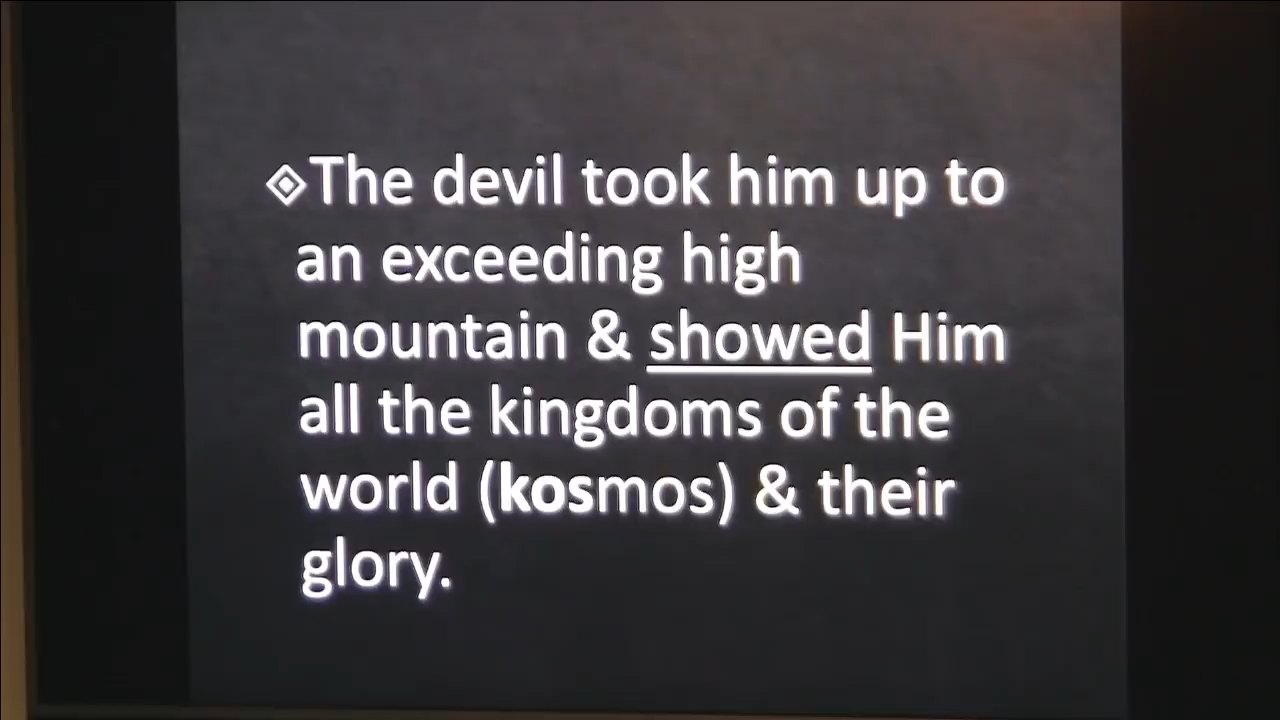 The devil took him up to
an exceeding high
mountain & showed Him
all the kingdoms of the
world (kosmos) & their
glory.